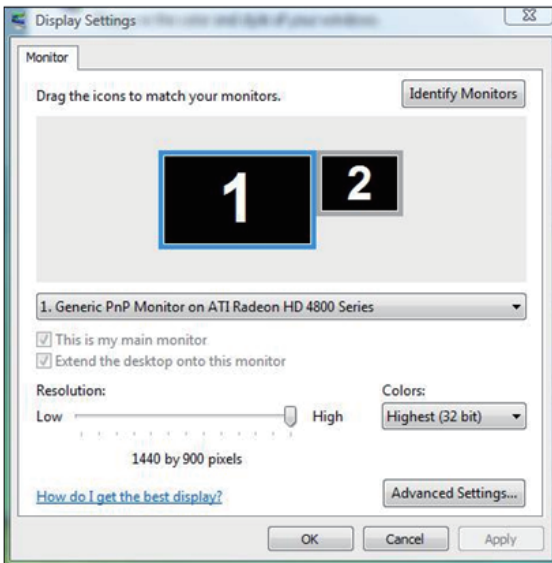 Display Settings
Monitor
Drag the icons to match your monitors.
Identify Monitors
1
2
1. Generic PnP Monitor on ATI Radeon HD 4800 Series
This is my main monitor
Extend the desktop onto this monitor
Resolution:
Colors:
Low
High
Highest (32 bit)
1440 by 900 pixels
How do I get the best display?
Advanced Settings...
OK
Cancel
Apply